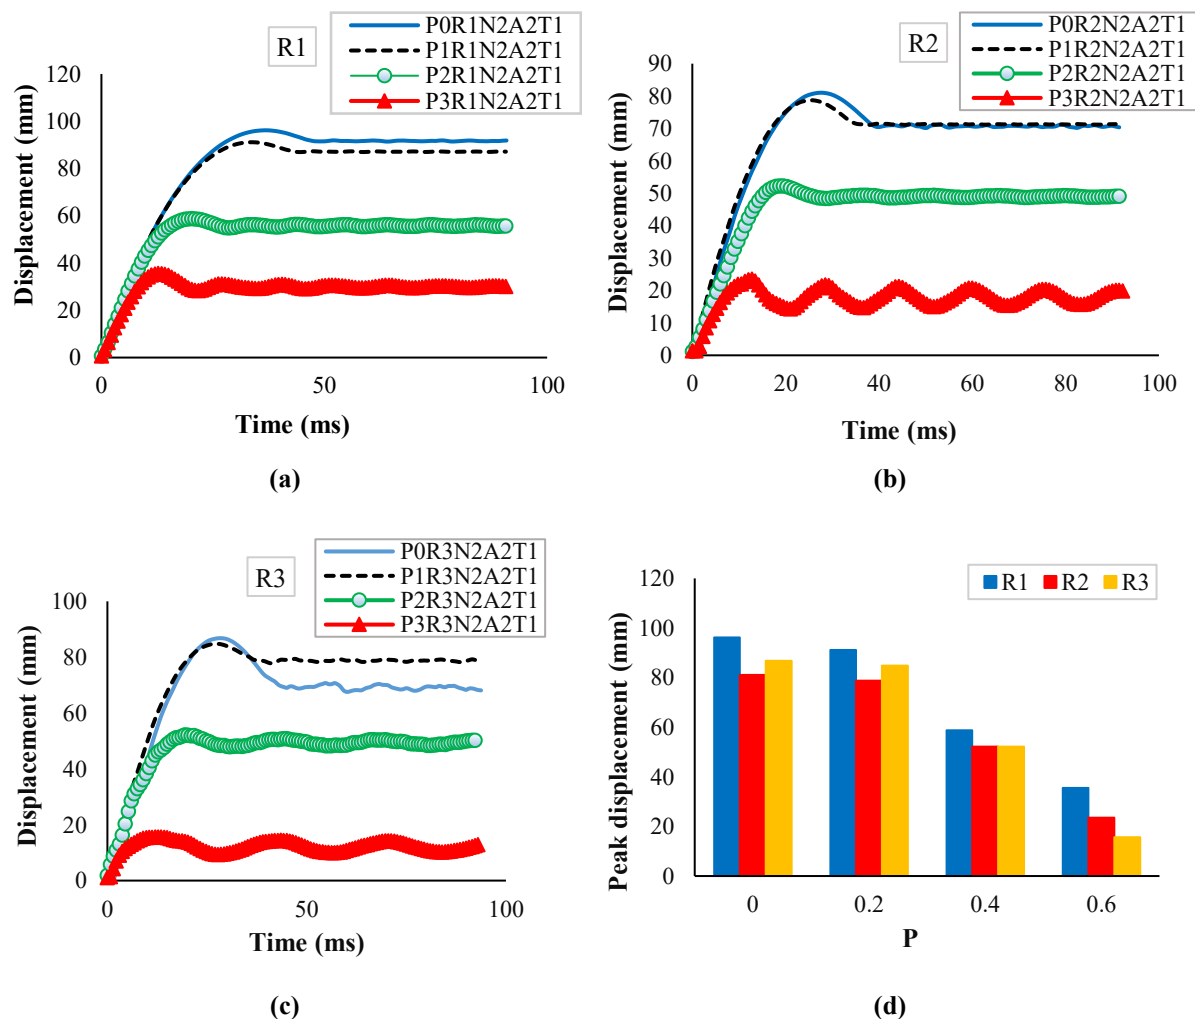 R1
P0R1N2A2T1
P1R1N2A2T1
P2R1N2A2T1
P3R1N2A2T1
Displacement (mm)
120
100
80
60
40
20
0
0 50 100
Time (ms)
(a)
R2
P0R2N2A2T1
P1R2N2A2T1
P2R2N2A2T1
P3R2N2A2T1
Displacement (mm)
90
80
70
60
50
40
30
20
10
0
0 20 40 60 80 100
Time (ms)
(b)
R3
P0R3N2A2T1
P1R3N2A2T1
P2R3N2A2T1
P3R3N2A2T1
Displacement (mm)
100
80
60
40
20
0
0 50 100
Time (ms)
(c)
R1 R2 R3
Peak displacement (mm)
120
100
80
60
40
20
0
0 0.2 0.4 0.6
P
(d)